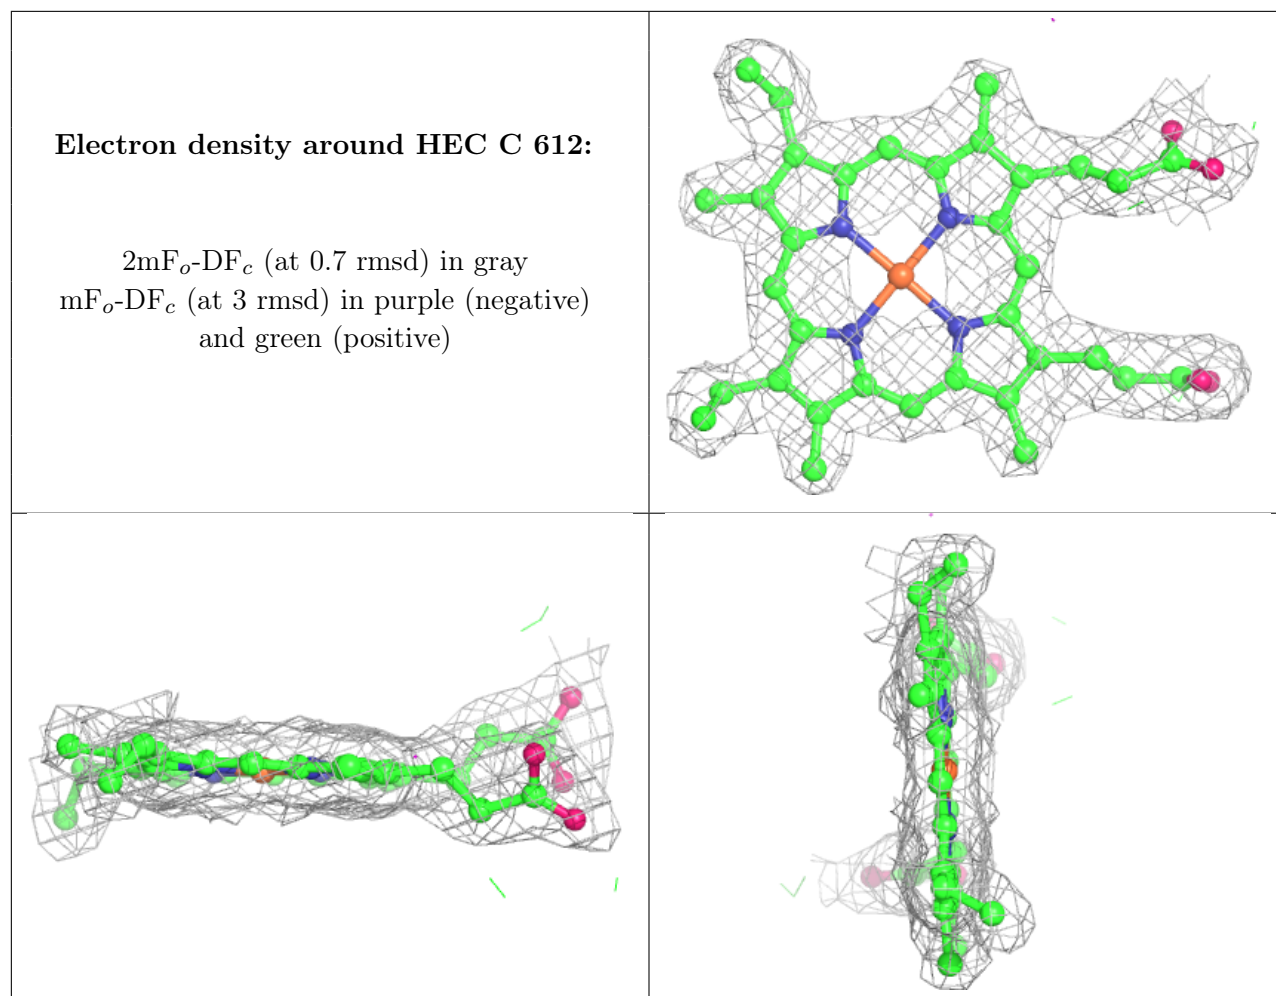 Electron density around HEC C 612:
2mFo-DFc (at 0.7 rmsd) in gray
mFo-DFc (at 3 rmsd) in purple (negative)
and green (positive)